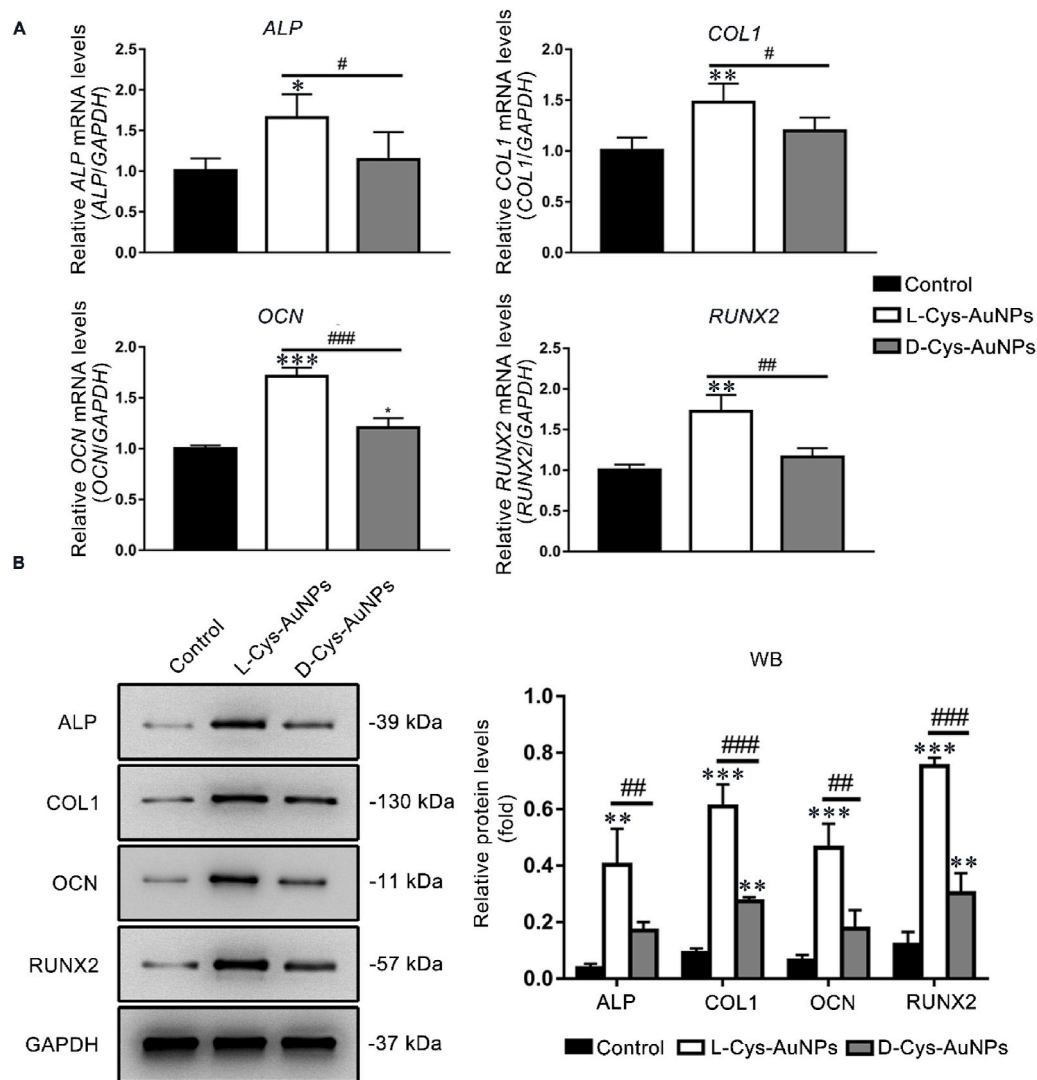 A
ALP
Relative ALP mRNA levels
(ALP/GAPDH)
2.5
2.0
1.5
1.0
0.5
0.0
#
*
COL1
Relative COL1 mRNA levels
(COL1/GAPDH)
2.0
1.5
1.0
0.5
0.0
#
**
Control
L-Cys-AuNPs
D-Cys-AuNPs
OCN
Relative OCN mRNA levels
(OCN/GAPDH)
2.0
1.5
1.0
0.5
0.0
###
***
*
RUNX2
Relative RUNX2 mRNA levels
(RUNX2/GAPDH)
2.5
2.0
1.5
1.0
0.5
0.0
##
**
B
Control
L-Cys-AuNPs
D-Cys-AuNPs
ALP
-39 kDa
COL1
-130 kDa
OCN
-11 kDa
RUNX2
-57 kDa
GAPDH
-37 kDa
WB
Relative protein levels
(fold)
1.0
0.8
0.6
0.4
0.2
0.0
##
**
###
***
**
##
***
###
***
**
ALP COL1 OCN RUNX2
Control L-Cys-AuNPs D-Cys-AuNPs